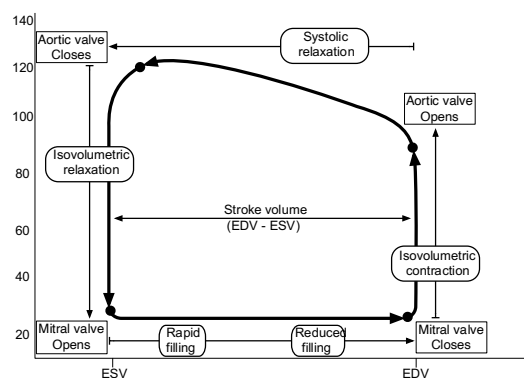 140
Aortic valve
Closes
Systolic
relaxation
120
100
Aortic valve
Opens
80
Isovolumetric
relaxation
Stroke volume
(EDV - ESV)
60
Isovolumetric
contraction
40
20
Mitral valve
Opens
Rapid
filling
Reduced
filling
Mitral valve
Closes
ESV
EDV